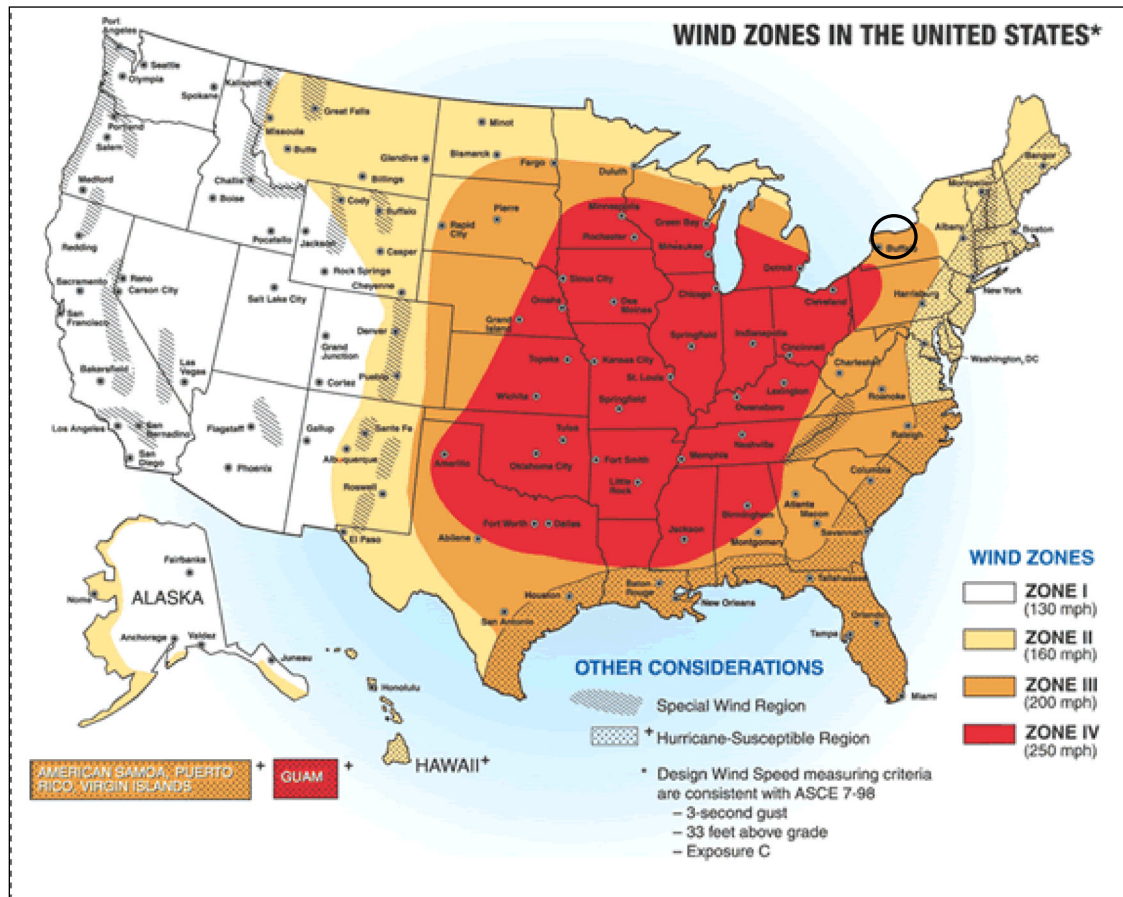 WIND ZONES IN THE UNITED STATES*
Port
Angeles
Seattle
Olympia
Spokane
Kalispell
Great Falls
Missoula
Butte
Glendive
Billings
Minot
Bismarck
Fargo
Duluth
Portland
Salem
Medford
Challis
Boise
Pocatello
Cody
Buffalo
Jackson
Casper
Rock Springs
Cheyenne
Rapid
City
Pierre
Minneapolis
Rochester
Green Bay
Milwaukee
Detroit
Buffalo
Albany
Montpelier
Bangor
Boston
New York
Harrisburg
Washington, DC
Redding
Sacramento
San
Francisco
Reno
Carson City
Salt Lake City
Bakersfield
Las
Vegas
Los Angeles
San
Bernadino
San
Diego
Flagstaff
Phoenix
Grand
Junction
Cortez
Gallup
Denver
Pueblo
Sante Fe
Albuquerque
Roswell
El Paso
Sioux City
Omaha
Des
Moines
Grand
Island
Chicago
Cleveland
Topeka
Kansas City
Springfield
Indianapolis
Cincinnati
Charleston
St. Louis
Wichita
Springfield
Owensboro
Lexington
Roanoke
Raleigh
Tulsa
Nashville
Amarillo
Oklahoma City
Fort Smith
Memphis
Little
Rock
Columbia
Atlanta
Macon
Birmingham
Fort Worth
Dallas
Abilene
Jackson
Montgomery
Savannah
Tallahassee
Houston
Baton
Rouge
New Orleans
San Antonio
Orlando
Tampa
Miami
Fairbanks
Nome
ALASKA
Anchorage
Valdez
Juneau
Honolulu
HAWAII+
AMERICAN SAMOA, PUERTO
RICO, VIRGIN ISLANDS
+
GUAM
+
OTHER CONSIDERATIONS
Special Wind Region
+ Hurricane-Susceptible Region
* Design Wind Speed measuring criteria
are consistent with ASCE 7-98
– 3-second gust
– 33 feet above grade
– Exposure C
WIND ZONES
ZONE I
(130 mph)
ZONE II
(160 mph)
ZONE III
(200 mph)
ZONE IV
(250 mph)